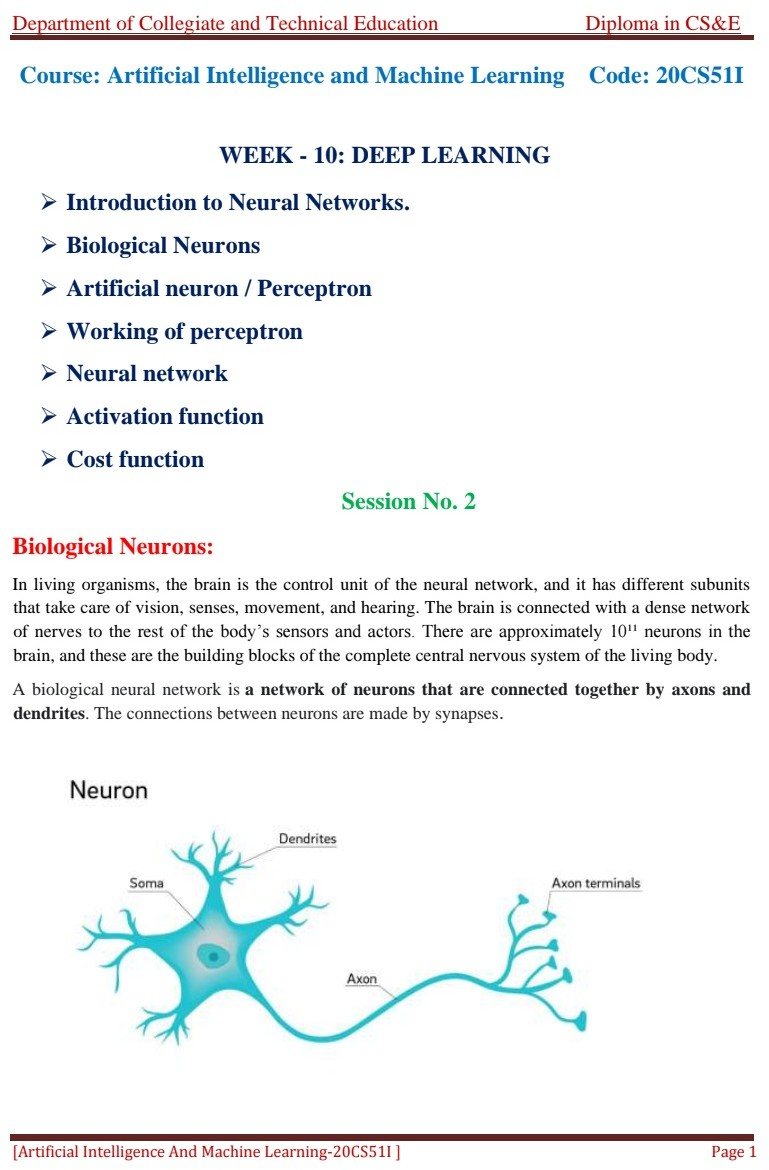 Department of Collegiate and Technical Education Diploma in CS&E
Course: Artificial Intelligence and Machine Learning Code: 20CS51I
WEEK - 10: DEEP LEARNING
➢ Introduction to Neural Networks.
➢ Biological Neurons
➢ Artificial neuron / Perceptron
➢ Working of perceptron
➢ Neural network
➢ Activation function
➢ Cost function
Session No. 2
Biological Neurons:
In living organisms, the brain is the control unit of the neural network, and it has different subunits
that take care of vision, senses, movement, and hearing. The brain is connected with a dense network
of nerves to the rest of the body’s sensors and actors. There are approximately 10¹¹ neurons in the
brain, and these are the building blocks of the complete central nervous system of the living body.
A biological neural network is a network of neurons that are connected together by axons and
dendrites. The connections between neurons are made by synapses.
Neuron
Dendrites
Soma
Axon terminals
Axon
[Artificial Intelligence And Machine Learning-20CS51I ] Page 1